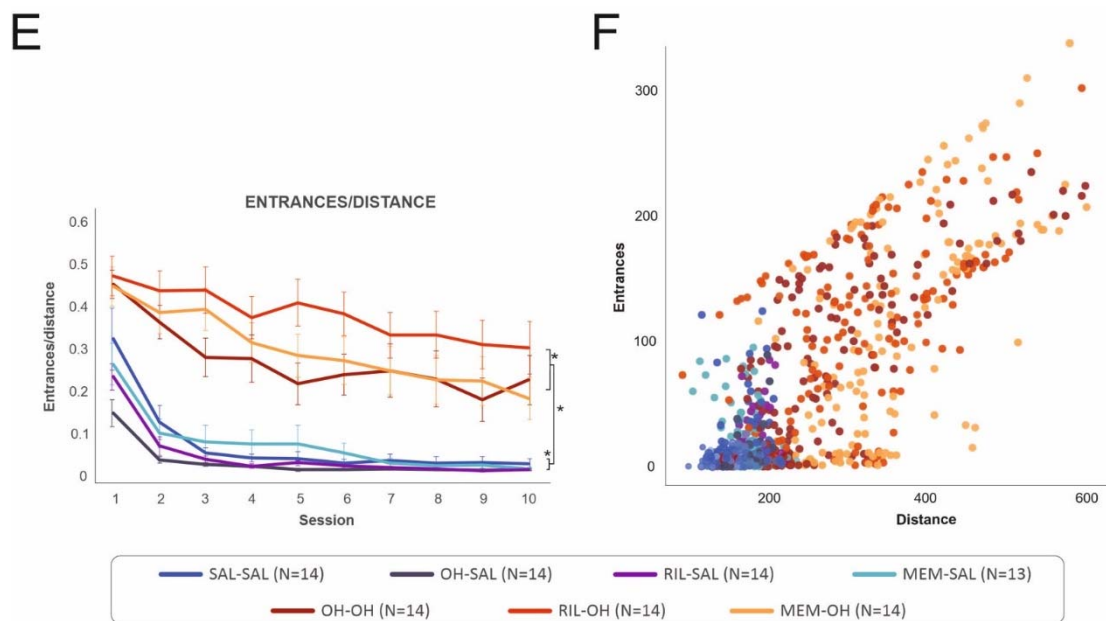 E
ENTRANCES/DISTANCE
Entrances/distance
0.6
0.5
0.4
0.3
0.2
0.1
0
1 2 3 4 5 6 7 8 9 10
Session
*
*
*
F
Entrances
300
200
100
0
200 400 600
Distance
SAL-SAL (N=14) OH-SAL (N=14) RIL-SAL (N=14) MEM-SAL (N=13)
OH-OH (N=14) RIL-OH (N=14) MEM-OH (N=14)